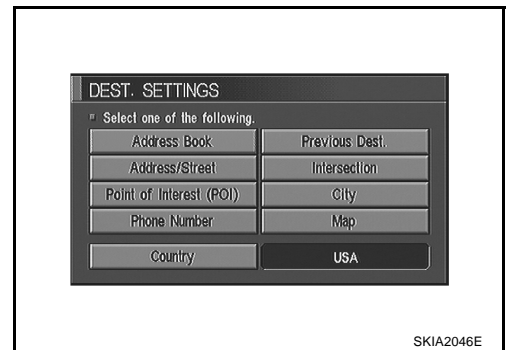 DEST. SETTINGS
Select one of the following.
Address Book Previous Dest.
Address/Street Intersection
Point of Interest (POI) City
Phone Number Map
Country USA
SKIA2046E